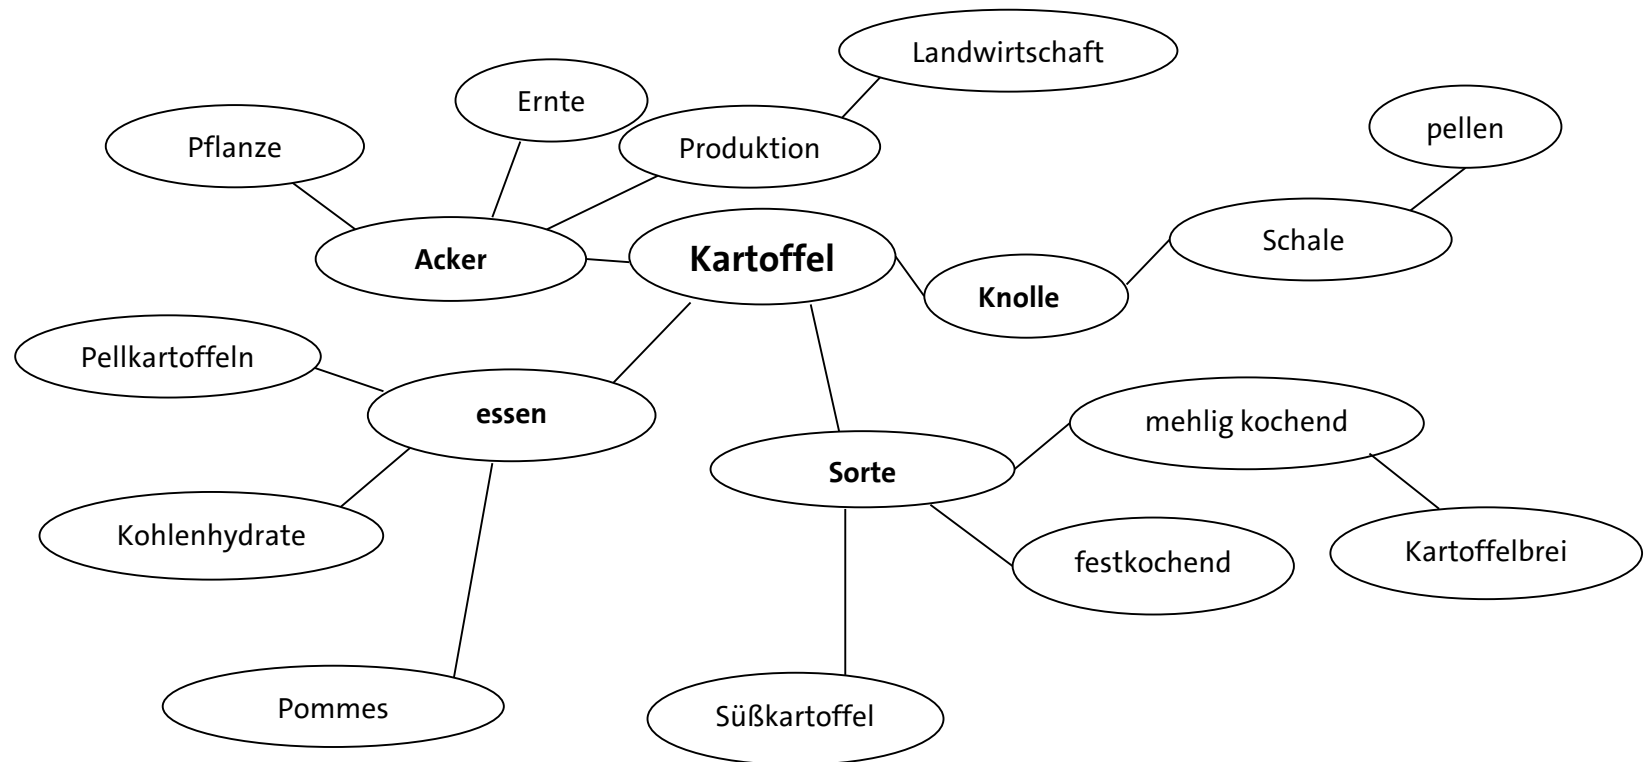 Landwirtschaft
Ernte
Pflanze
Produktion
pellen
Acker
Kartoffel
Knolle
Schale
Pellkartoffeln
essen
Sorte
mehlig kochend
Kohlenhydrate
festkochend
Kartoffelbrei
Pommes
Süßkartoffel